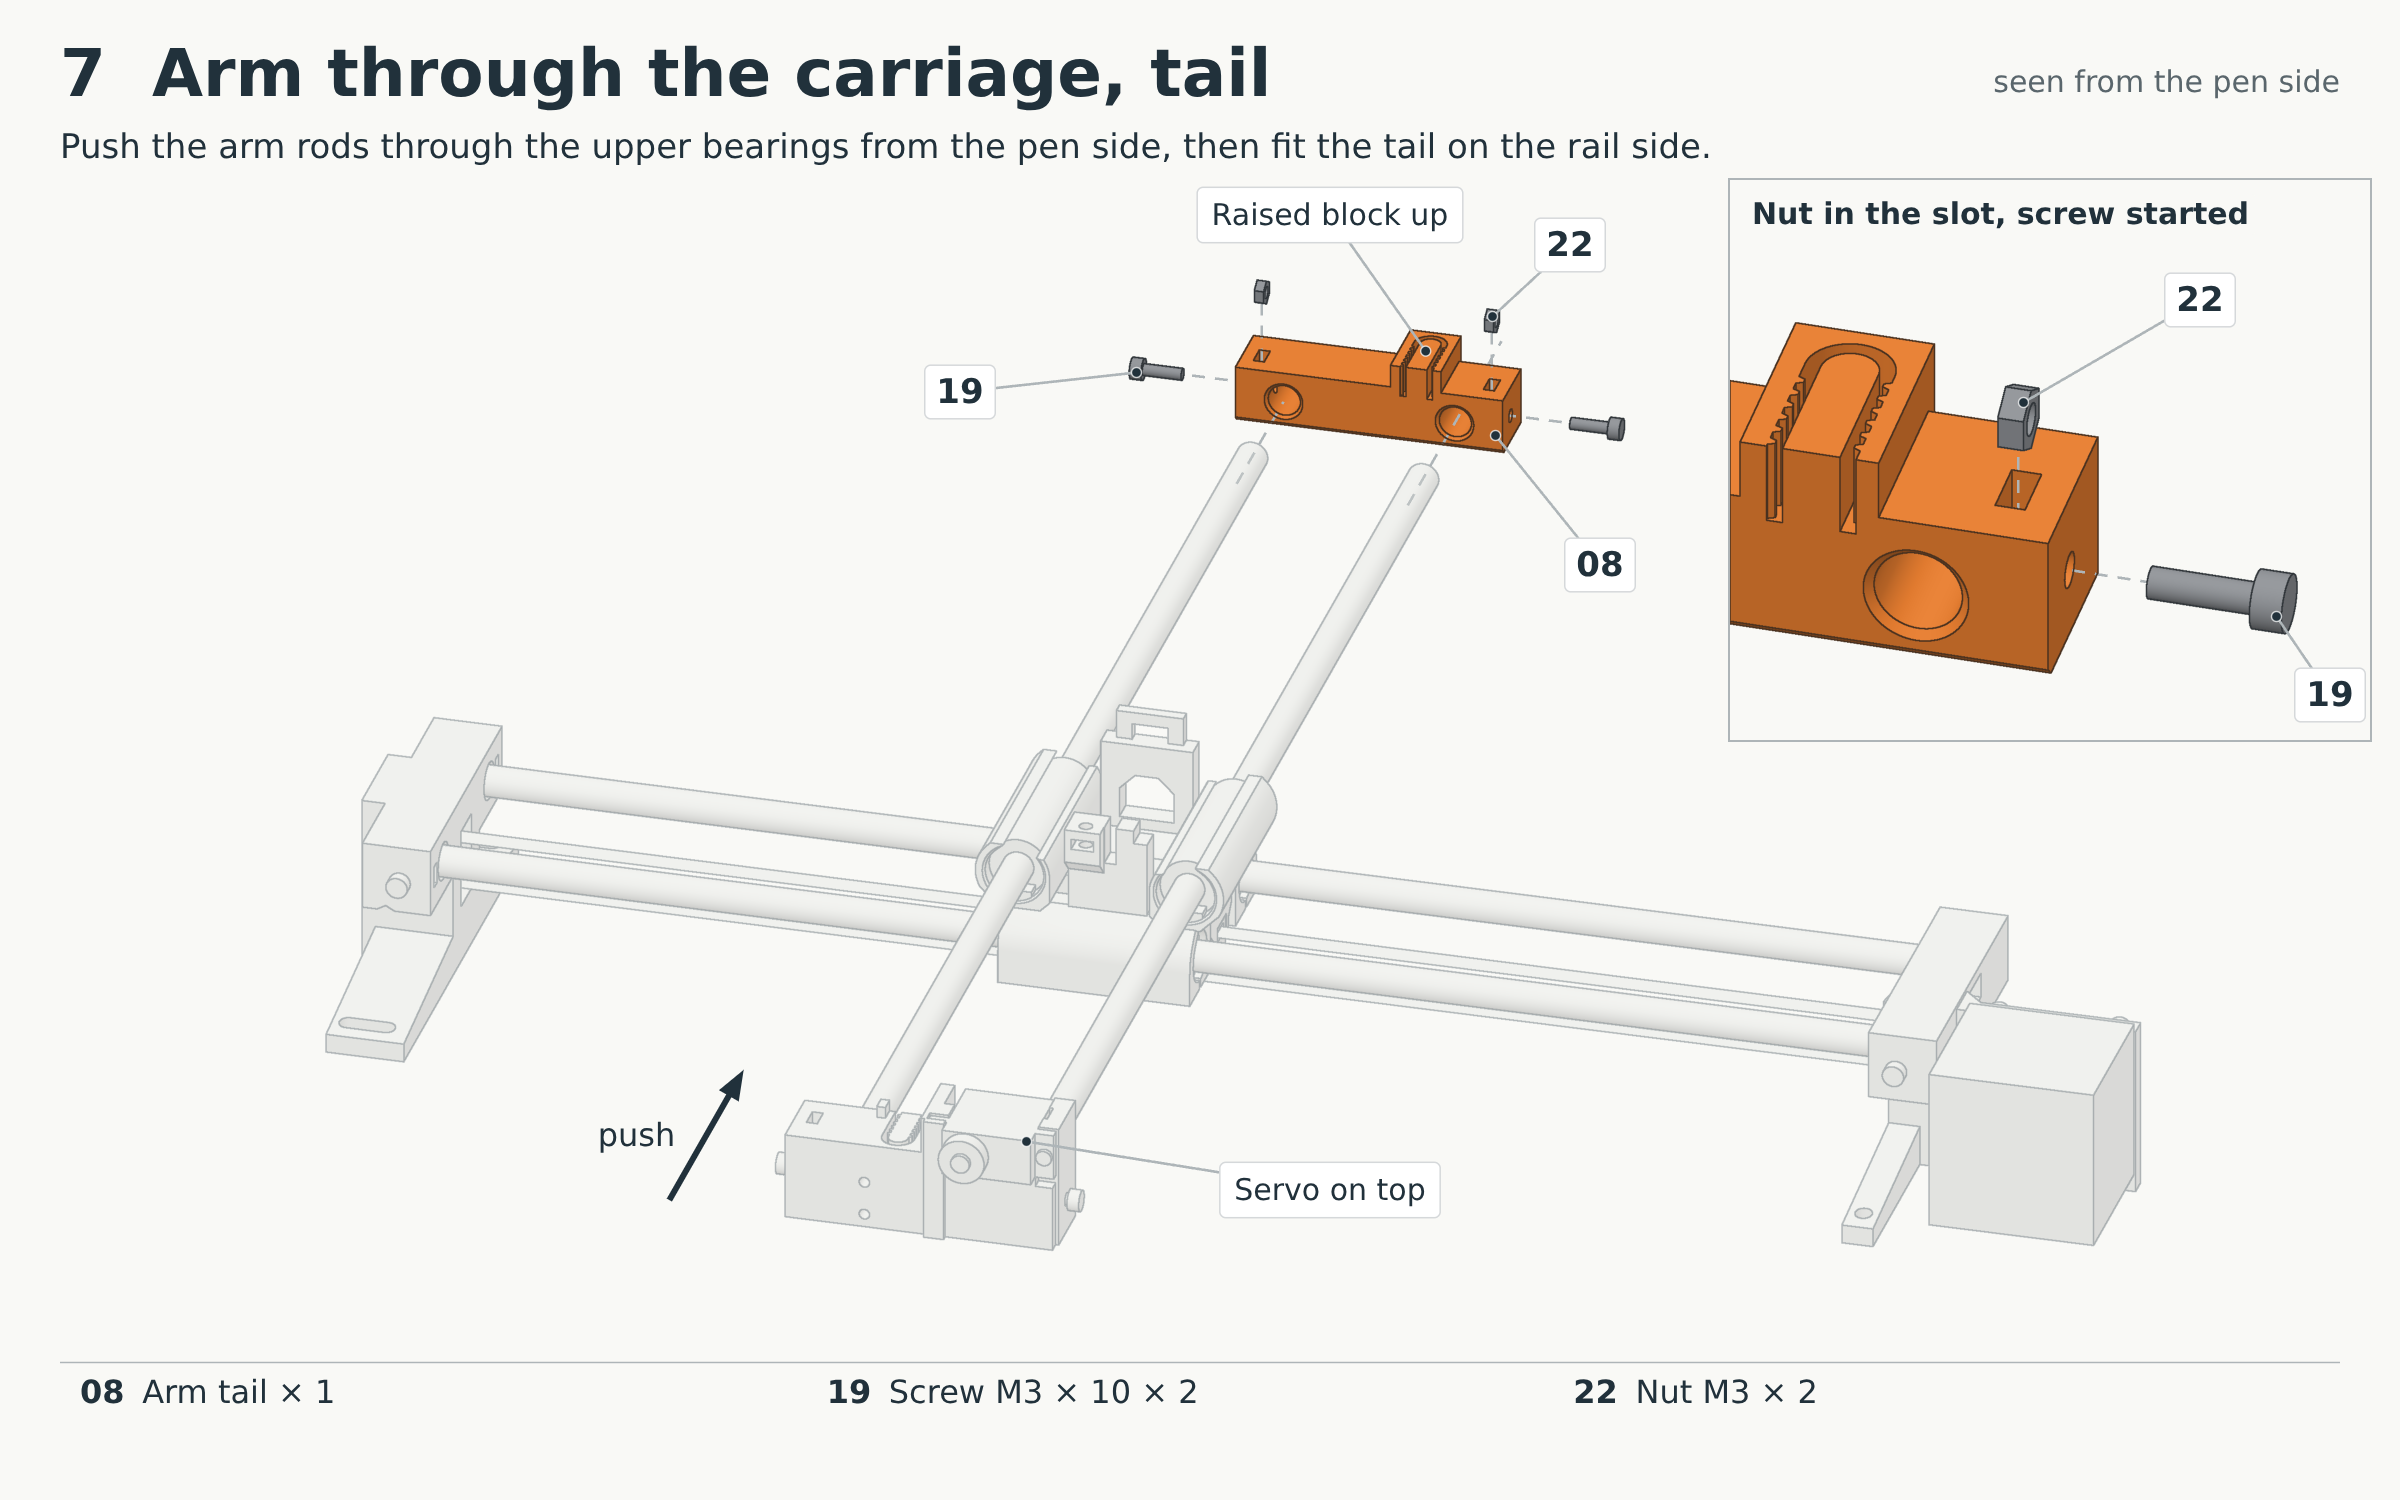 7 Arm through the carriage, tail
seen from the pen side
Push the arm rods through the upper bearings from the pen side, then fit the tail on the rail side.
Raised block up
22
19
08
Nut in the slot, screw started
22
19
push
Servo on top
08 Arm tail × 1
19 Screw M3 × 10 × 2
22 Nut M3 × 2